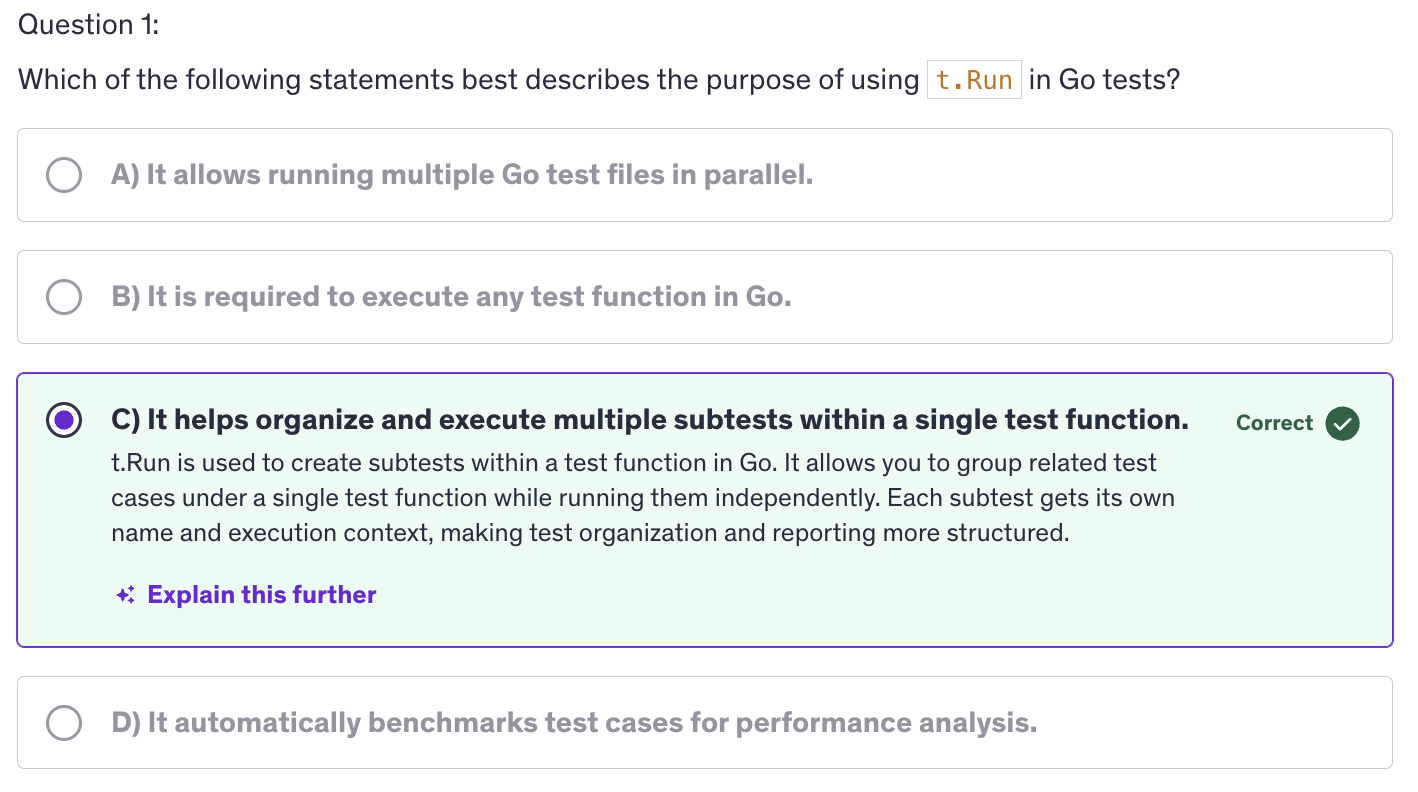 Question 1:
Which of the following statements best describes the purpose of using t.Run in Go tests?
A) It allows running multiple Go test files in parallel.
B) It is required to execute any test function in Go.
C) It helps organize and execute multiple subtests within a single test function.
Correct
t.Run is used to create subtests within a test function in Go. It allows you to group related test
cases under a single test function while running them independently. Each subtest gets its own
name and execution context, making test organization and reporting more structured.
Explain this further
D) It automatically benchmarks test cases for performance analysis.